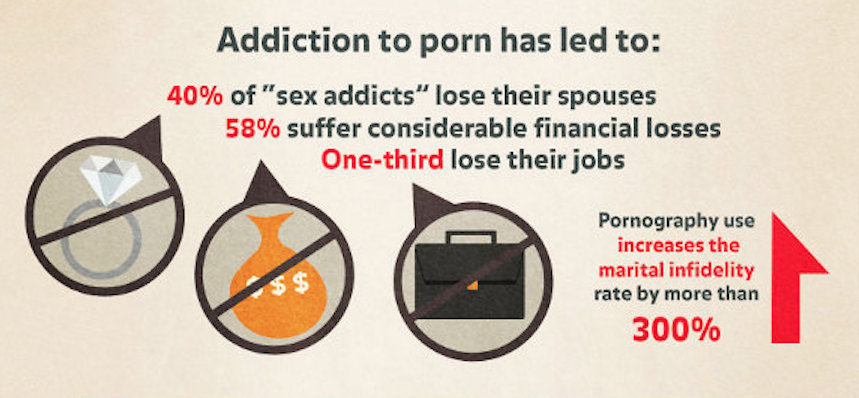 Addiction to porn has led to:
40% of ”sex addicts“ lose their spouses
58% suffer considerable financial losses
One-third lose their jobs
$ $ $
Pornography use
increases the
marital infidelity
rate by more than
300%